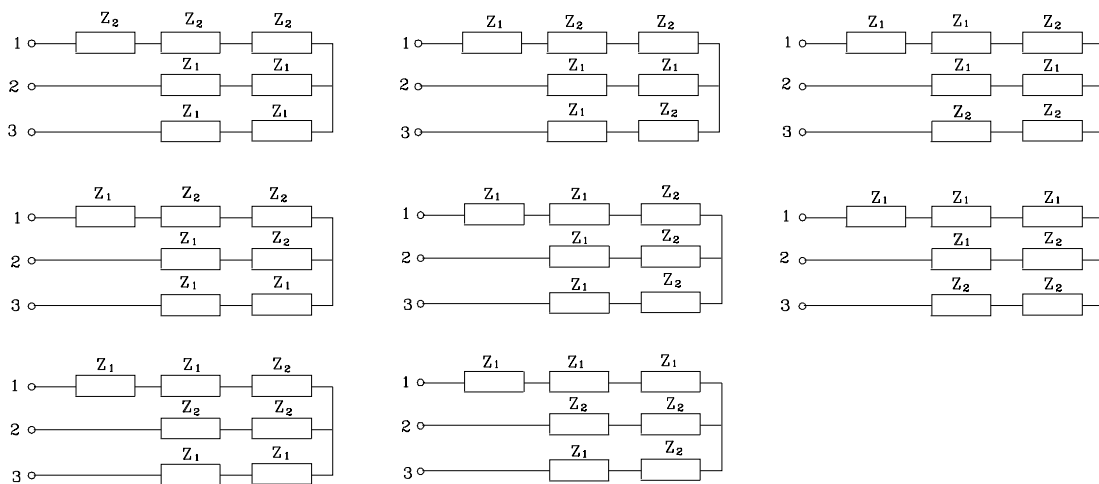 Z₂ Z₂ Z₂
1
Z₁ Z₁
2
Z₁ Z₁
3
Z₁ Z₂ Z₂
1
Z₁ Z₁
2
Z₁ Z₂
3
Z₁ Z₁ Z₂
1
Z₁ Z₁
2
Z₂ Z₂
3
Z₁ Z₂ Z₂
1
Z₁ Z₂
2
Z₁ Z₁
3
Z₁ Z₁ Z₂
1
Z₁ Z₂
2
Z₁ Z₂
3
Z₁ Z₁ Z₁
1
Z₁ Z₂
2
Z₂ Z₂
3
Z₁ Z₁ Z₂
1
Z₂ Z₂
2
Z₁ Z₁
3
Z₁ Z₁ Z₁
1
Z₂ Z₂
2
Z₁ Z₂
3